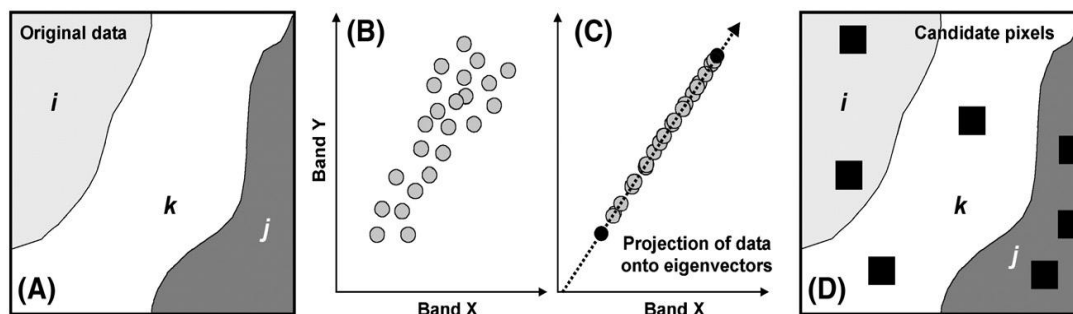 Original data
i
k
j
(A)
(B)
Band Y
Band X
(C)
Projection of data
onto eigenvectors
Band X
Candidate pixels
i
k
j
(D)